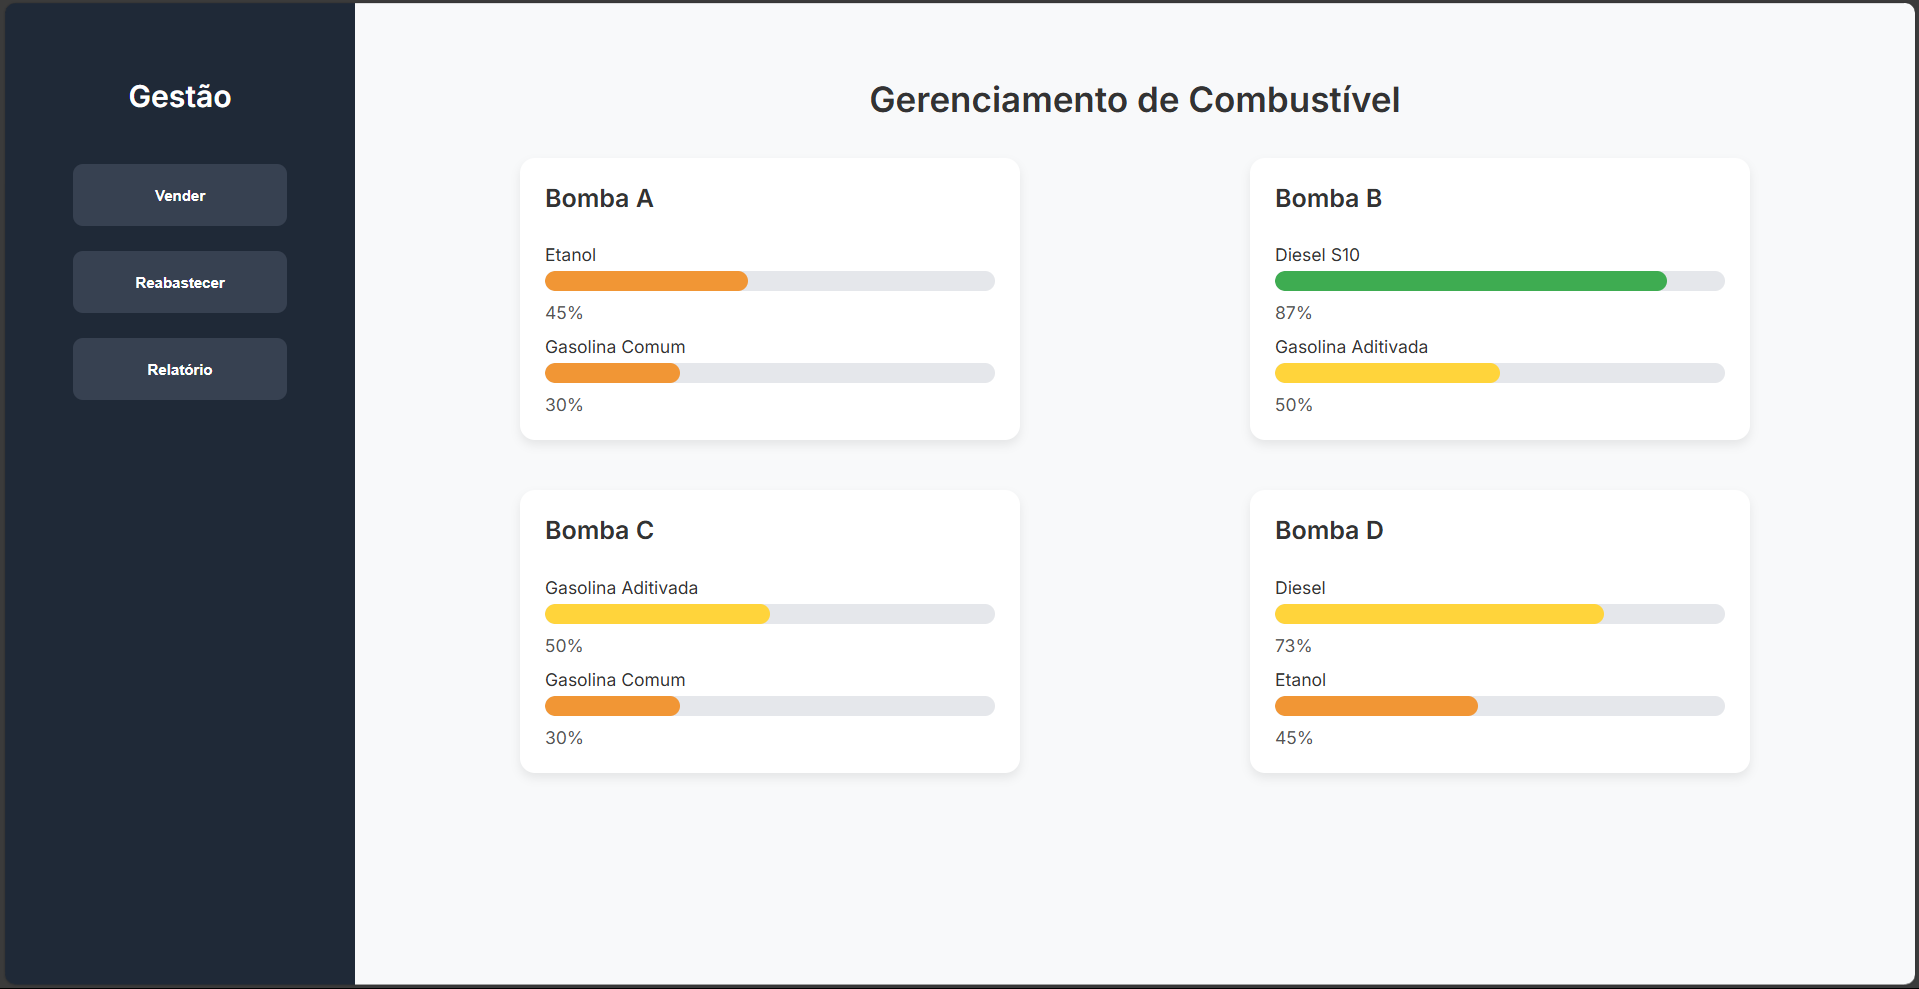 Gestão
Vender
Reabastecer
Relatório
Gerenciamento de Combustível
Bomba A
Etanol
45%
Gasolina Comum
30%
Bomba B
Diesel S10
87%
Gasolina Aditivada
50%
Bomba C
Gasolina Aditivada
50%
Gasolina Comum
30%
Bomba D
Diesel
73%
Etanol
45%